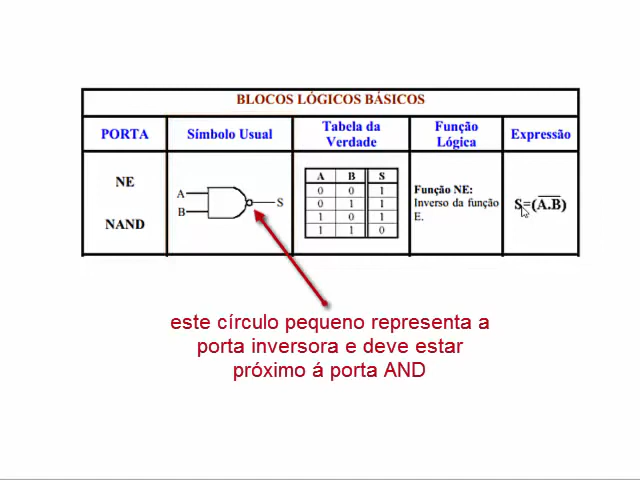 BLOCOS LÓGICOS BÁSICOS
PORTA Símbolo Usual Tabela da Verdade Função Lógica Expressão
NE
NAND
A
B
S
A B S
0 0 1
0 1 1
1 0 1
1 1 0
Função NE:
Inverso da função
E.
S=(A.B)
este círculo pequeno representa a
porta inversora e deve estar
próximo á porta AND